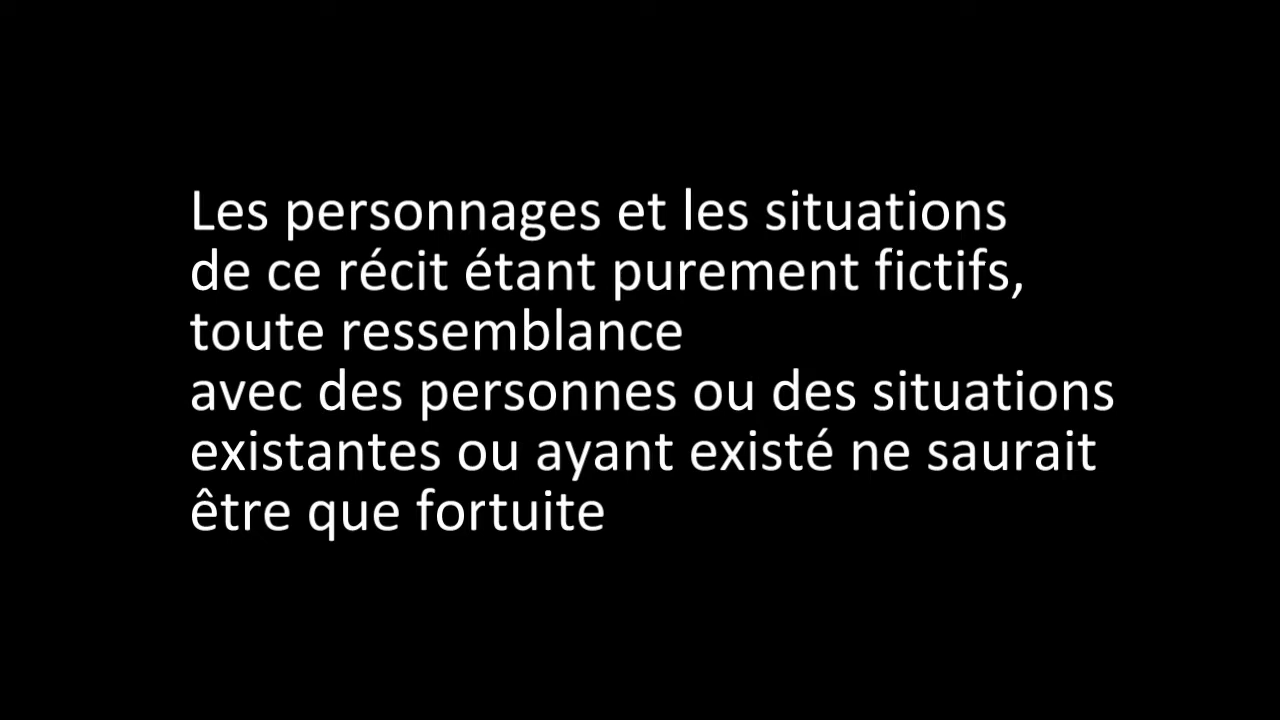 Les personnages et les situations
de ce récit étant purement fictifs,
toute ressemblance
avec des personnes ou des situations
existantes ou ayant existé ne saurait
être que fortuite